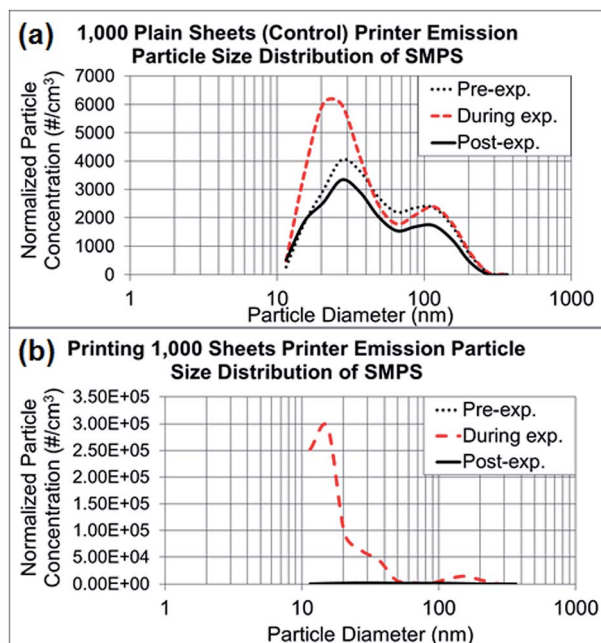 (a) 1,000 Plain Sheets (Control) Printer Emission
Particle Size Distribution of SMPS
Normalized Particle
Concentration (#/cm³)
7000
6000
5000
4000
3000
2000
1000
0
Pre-exp.
During exp.
Post-exp.
1
10
100
1000
Particle Diameter (nm)
(b) Printing 1,000 Sheets Printer Emission Particle
Size Distribution of SMPS
Normalized Particle
Concentration (#/cm³)
3.50E+05
3.00E+05
2.50E+05
2.00E+05
1.50E+05
1.00E+05
5.00E+04
0.00E+00
Pre-exp.
During exp.
Post-exp.
1
10
100
1000
Particle Diameter (nm)